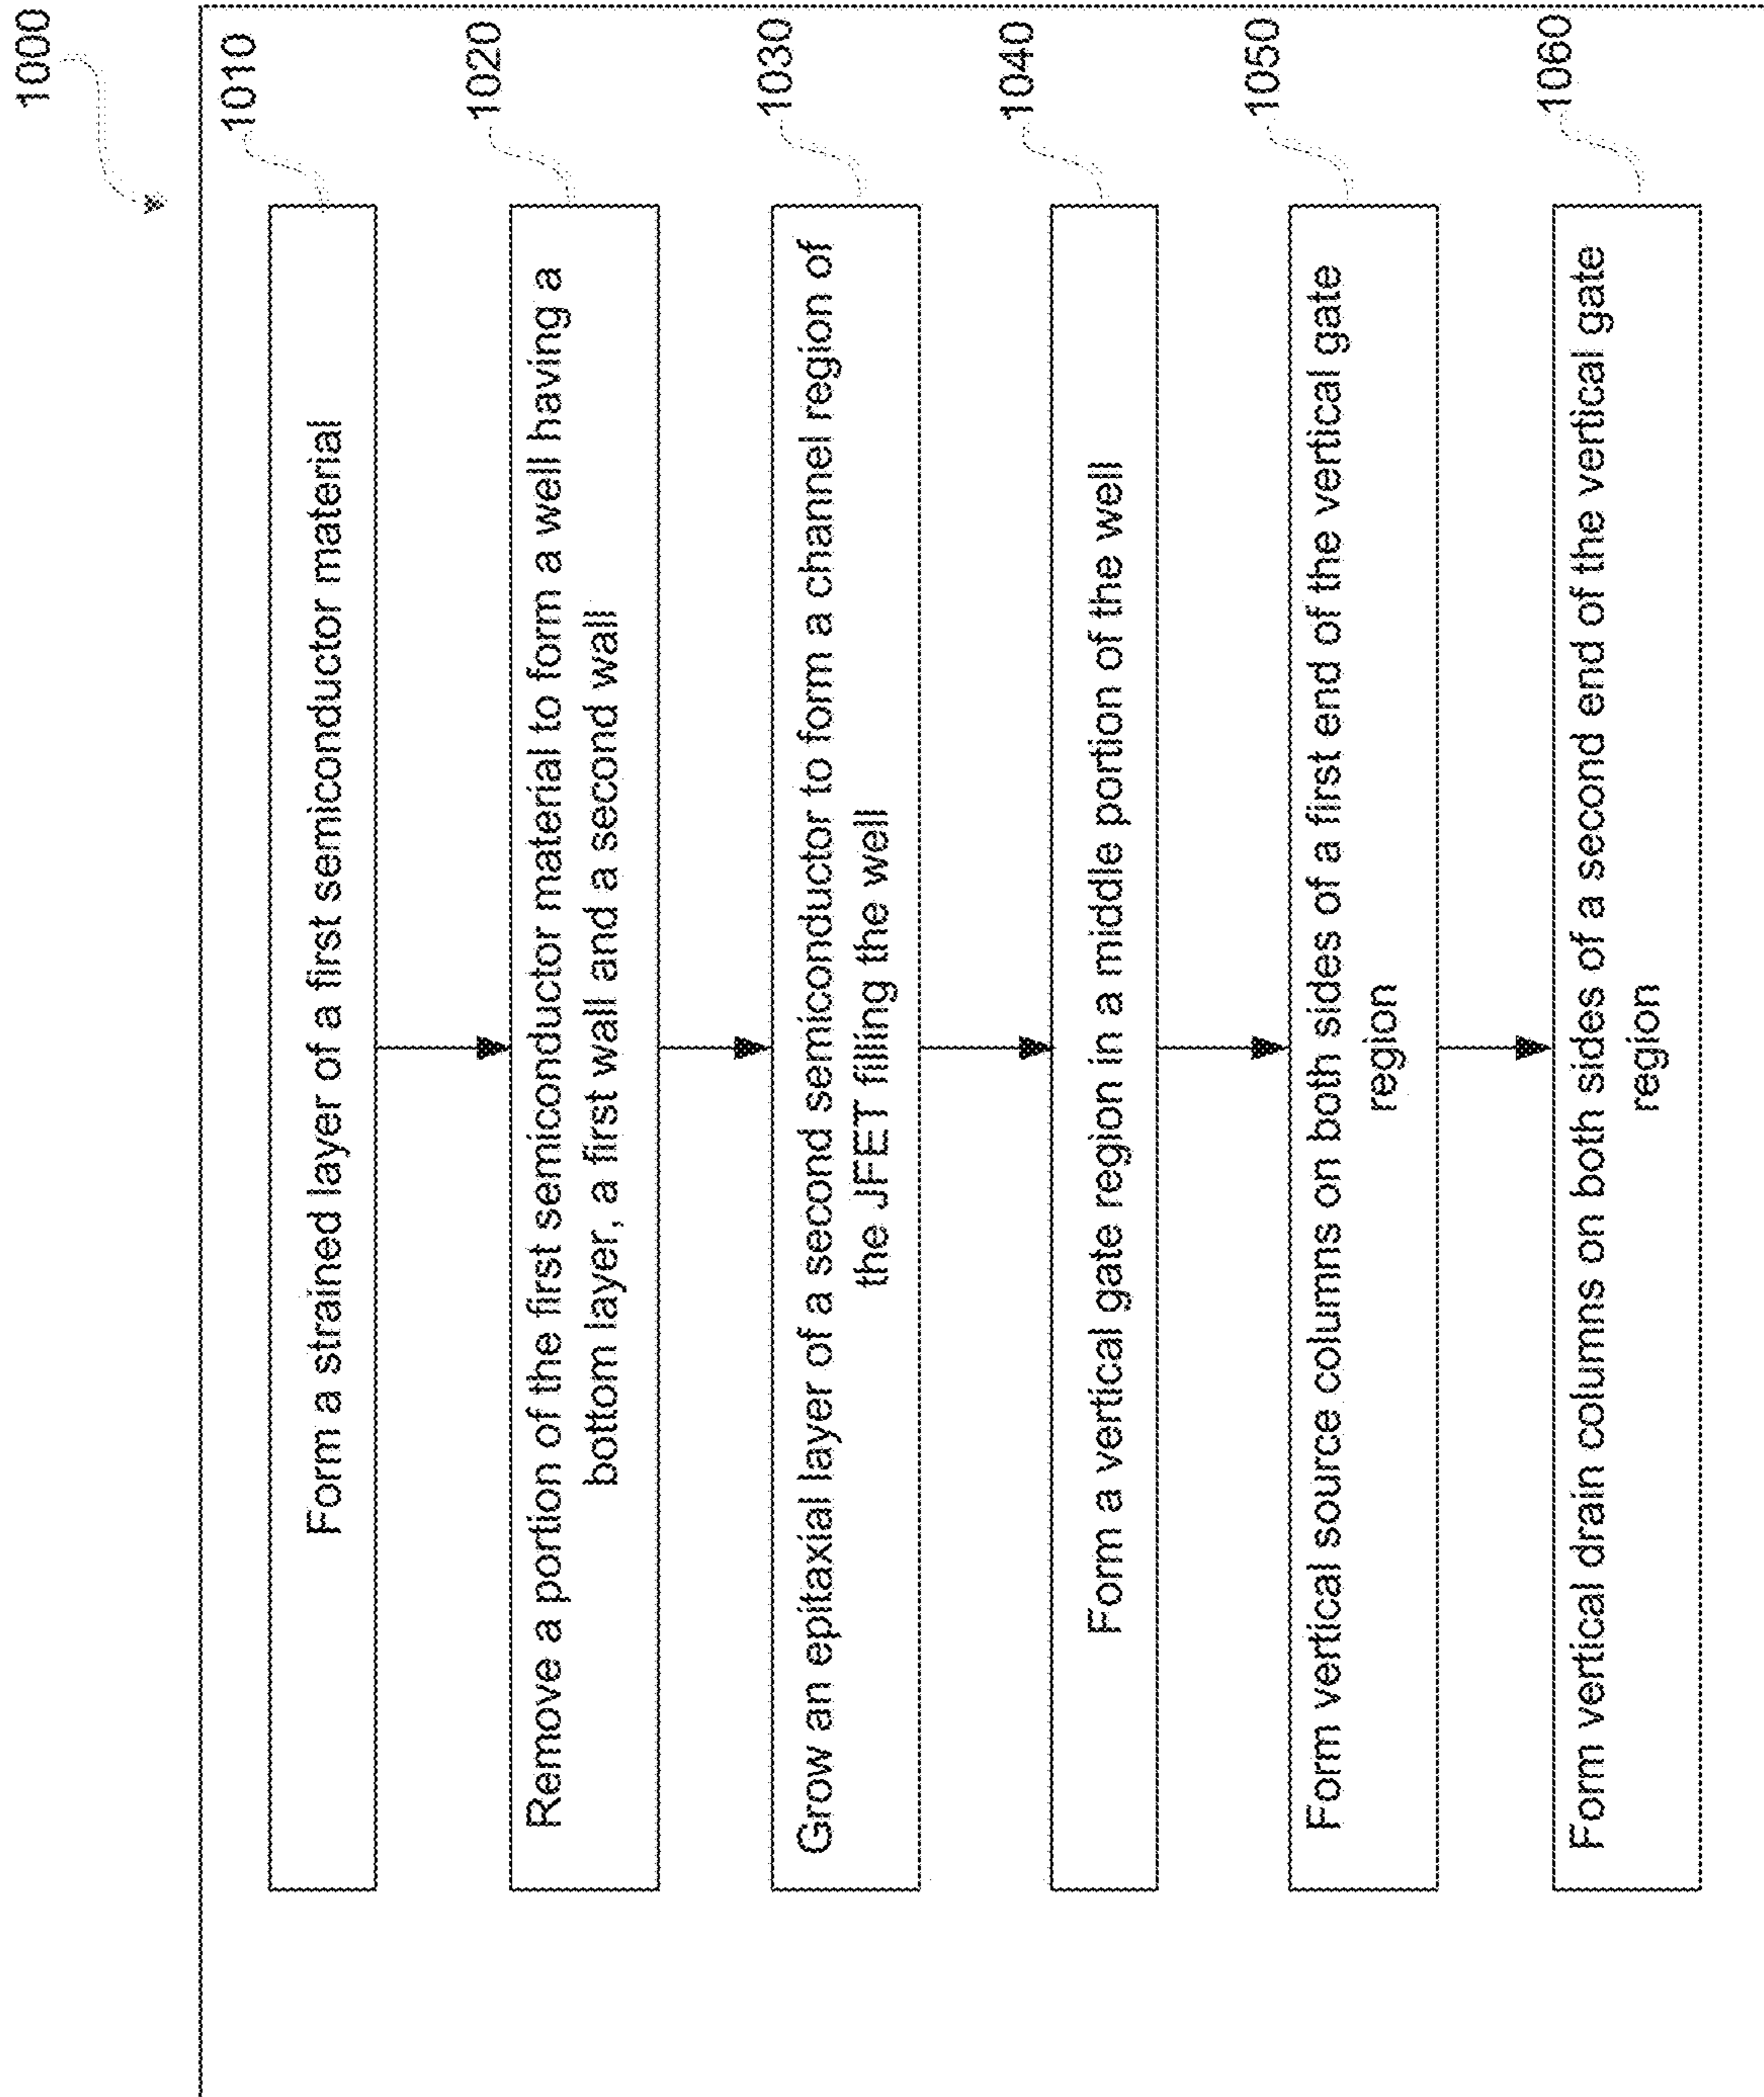 1000
1010
Form a strained layer of a first semiconductor material
1020
Remove a portion of the first semiconductor material to form a well having a
bottom layer, a first wall and a second wall
1030
Grow an epitaxial layer of a second semiconductor to form a channel region of
the JFET filling the well
1040
Form a vertical gate region in a middle portion of the well
1050
Form vertical source columns on both sides of a first end of the vertical gate
region
1060
Form vertical drain columns on both sides of a second end of the vertical gate
region